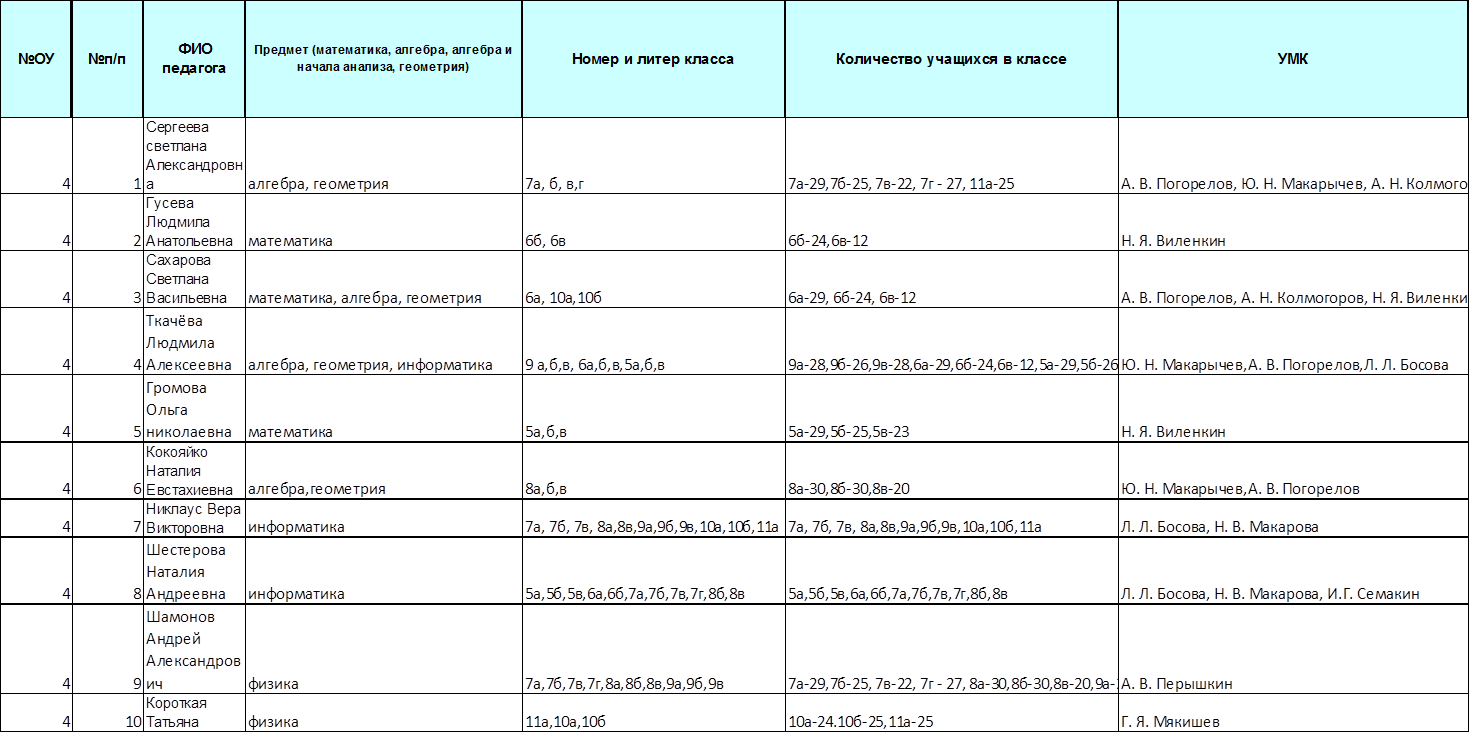 №ОУ
№п/п
ФИО
педагога
Предмет (математика, алгебра, алгебра и
начала анализа, геометрия)
Номер и литер класса
Количество учащихся в классе
УМК
Сергеева
светлана
Александровн
4 1 а алгебра, геометрия 7а, б, в,г 7а-29,7б-25, 7в-22, 7г - 27, 11а-25 А. В. Погорелов, Ю. Н. Макарычев, А. Н. Колмого
Гусева
Людмила
4 2 Анатольевна математика 6б, 6в 6б-24,6в-12 Н. Я. Виленкин
Сахарова
Светлана
4 3 Васильевна математика, алгебра, геометрия 6а, 10а,10б 6а-29, 6б-24, 6в-12 А. В. Погорелов, А. Н. Колмогоров, Н. Я. Виленки
Ткачёва
Людмила
4 4 Алексеевна алгебра, геометрия, информатика 9 а,б,в, 6а,б,в,5а,б,в 9а-28,9б-26,9в-28,6а-29,6б-24,6в-12,5а-29,5б-26 Ю. Н. Макарычев,А. В. Погорелов,Л. Л. Босова
Громова
Ольга
4 5 николаевна математика 5а,б,в 5а-29,5б-25,5в-23 Н. Я. Виленкин
Кокояйко
Наталия
4 6 Евстахиевна алгебра,геометрия 8а,б,в 8а-30,8б-30,8в-20 Ю. Н. Макарычев,А. В. Погорелов
Никлаус Вера
4 7 Викторовна информатика 7а, 7б, 7в, 8а,8в,9а,9б,9в,10а,10б,11а 7а, 7б, 7в, 8а,8в,9а,9б,9в,10а,10б,11а Л. Л. Босова, Н. В. Макарова
Шестерова
Наталия
4 8 Андреевна информатика 5а,5б,5в,6а,6б,7а,7б,7в,7г,8б,8в 5а,5б,5в,6а,6б,7а,7б,7в,7г,8б,8в Л. Л. Босова, Н. В. Макарова, И.Г. Семакин
Шамонов
Андрей
Александров
4 9 ич физика 7а,7б,7в,7г,8а,8б,8в,9а,9б,9в 7а-29,7б-25, 7в-22, 7г - 27, 8а-30,8б-30,8в-20,9а- А. В. Перышкин
Короткая
4 10 Татьяна физика 11а,10а,10б 10а-24.10б-25,11а-25 Г. Я. Мякишев